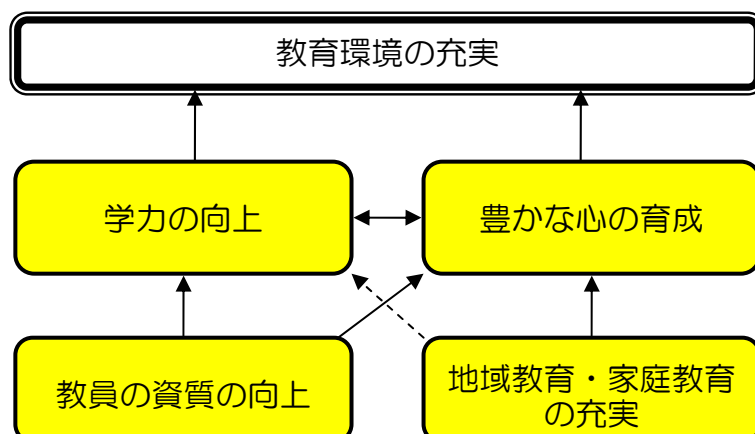 教育環境の充実
学力の向上
豊かな心の育成
教員の資質の向上
地域教育・家庭教育
の充実